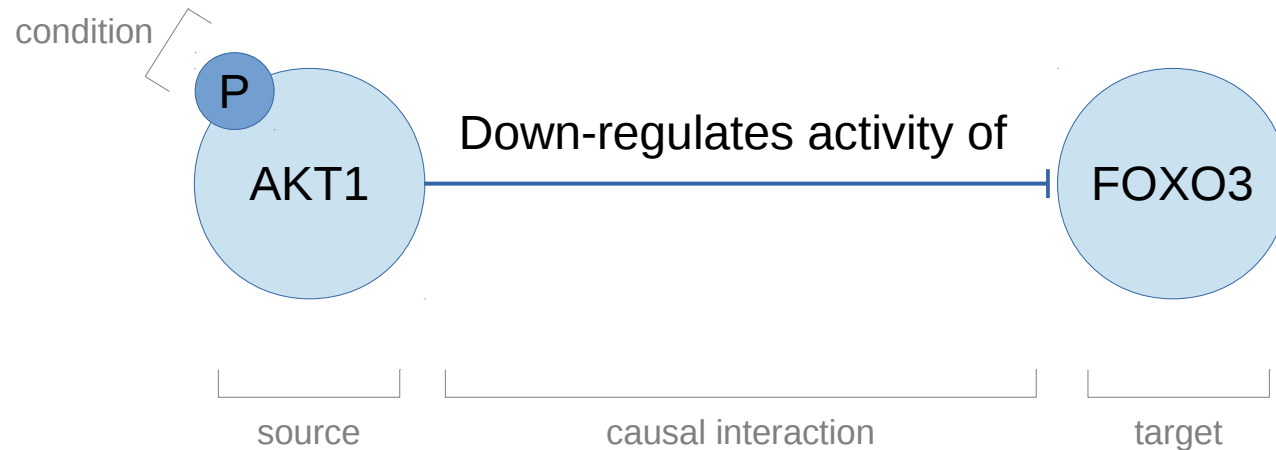 condition
P
Down-regulates activity of
AKT1
FOXO3
source
causal interaction
target